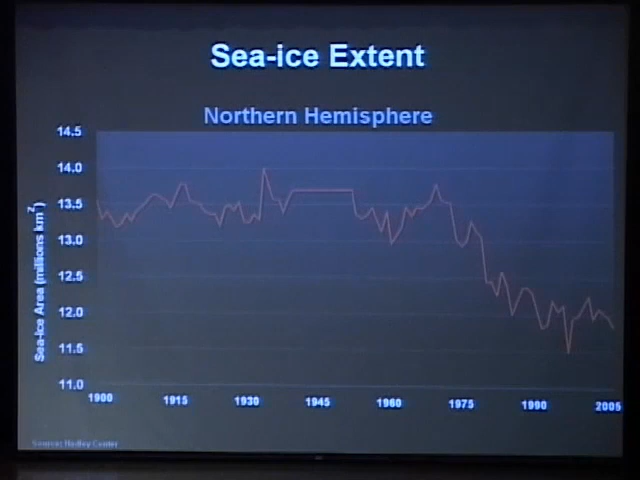 Sea-ice Extent
Northern Hemisphere
Sea-ice Area (millions km²)
14.5
14.0
13.5
13.0
12.5
12.0
11.5
11.0
1900 1915 1930 1945 1960 1975 1990 2005
Source: Hadley Center